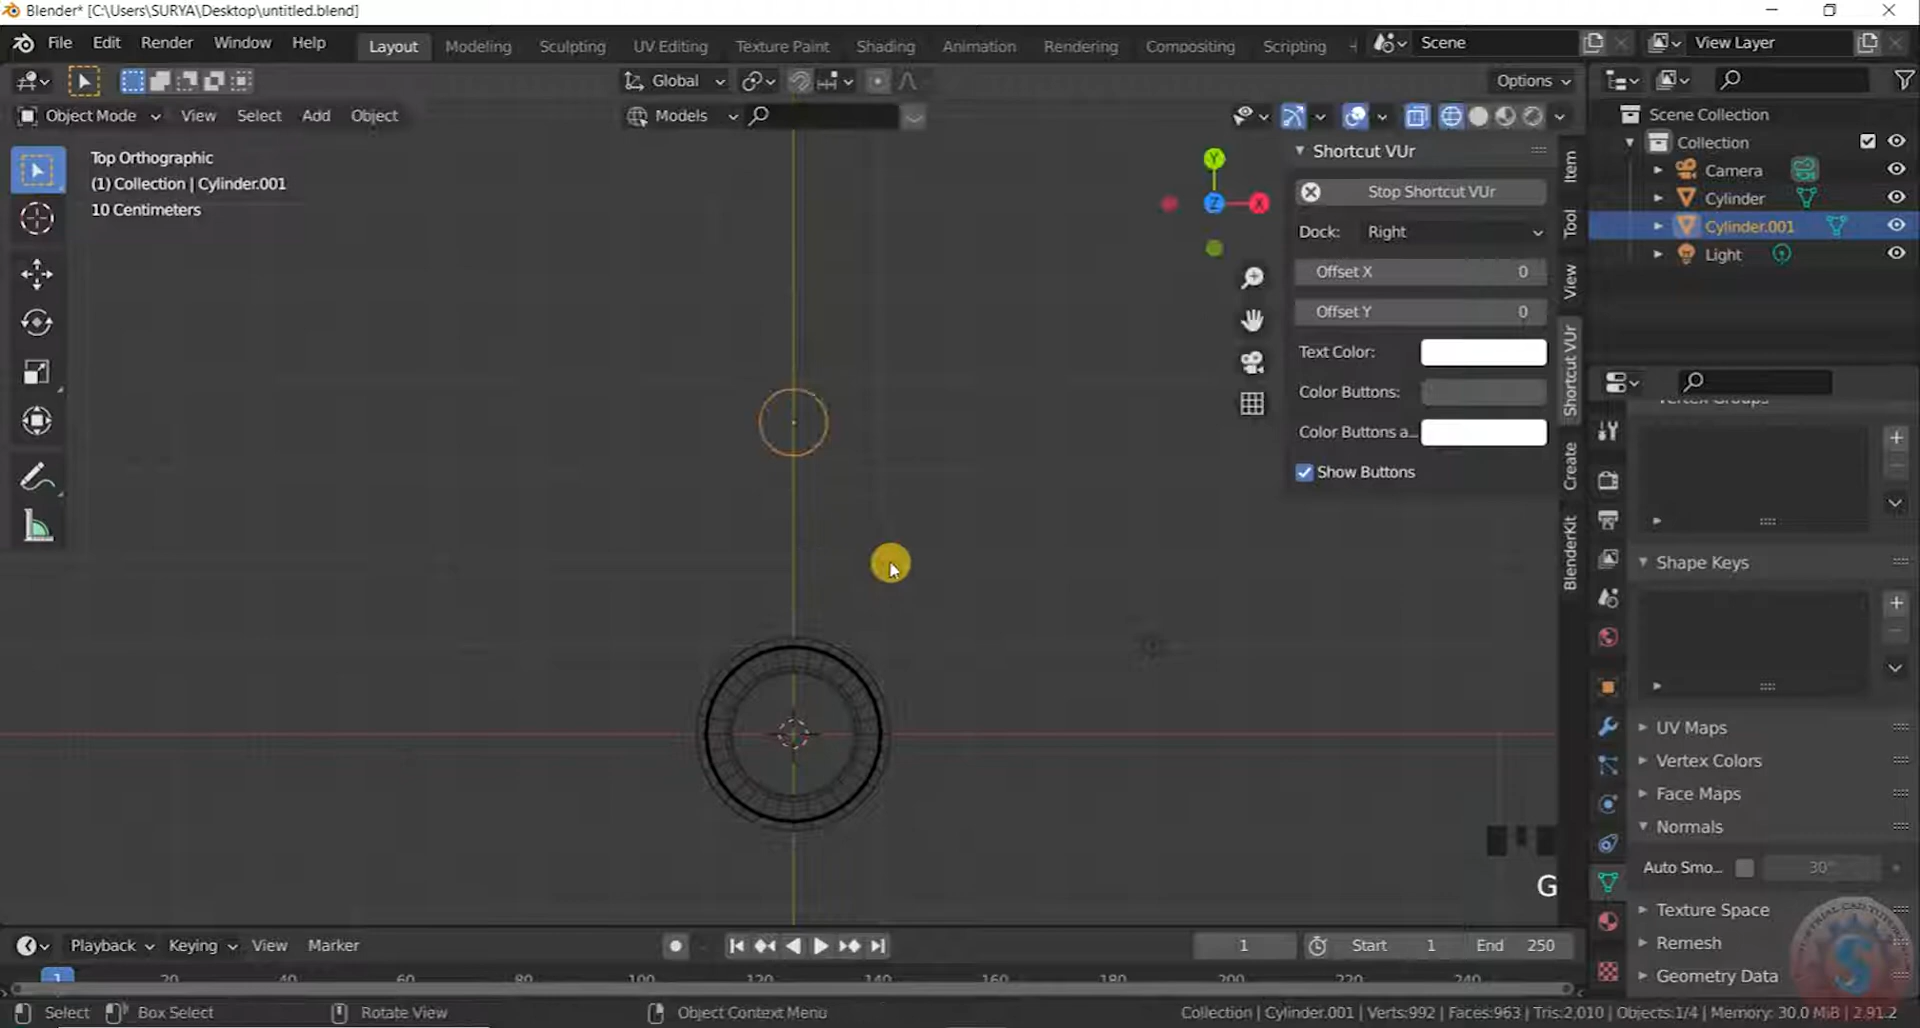 Blender* [C:\Users\SURYA\Desktop\untitled.blend]
File Edit Render Window Help Layout Modeling Sculpting UV Editing Texture Paint Shading Animation Rendering Compositing Scripting Scene View Layer
Global Options
Object Mode View Select Add Object Models
Top Orthographic
(1) Collection | Cylinder.001
10 Centimeters
Y
Z
X
Shortcut VUr
Stop Shortcut VUr
Dock: Right
Offset X 0
Offset Y 0
Text Color:
Color Buttons:
Color Buttons a...
Show Buttons
Item
Tool
View
Shortcut VUr
Create
BlenderKit
Scene Collection
Collection
Camera
Cylinder
Cylinder.001
Light
Vertex Groups
Shape Keys
UV Maps
Vertex Colors
Face Maps
Normals
Auto Smo... 30°
Texture Space
Remesh
Geometry Data
G
Playback Keying View Marker 1 Start 1 End 250
1 20 40 60 80 100 120 140 160 180 200 220 240
Select Box Select Rotate View Object Context Menu Collection | Cylinder.001 | Verts:992 | Faces:963 | Tris:2,010 | Objects:1/4 | Memory: 30.0 MiB | 2.91.2